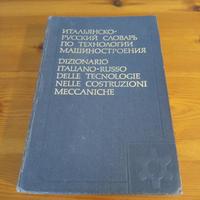 ИТАЛЬЯНСКО-
РУССКИЙ СЛОВАРЬ
ПО ТЕХНОЛОГИИ
МАШИНОСТРОЕНИЯ
DIZIONARIO
ITALIANO-RUSSO
DELLE TECNOLOGIE
NELLE COSTRUZIONI
MECCANICHE